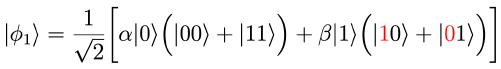 |ϕ₁⟩ = 1/√2 [α|0⟩(|00⟩ + |11⟩) + β|1⟩(|10⟩ + |01⟩)]